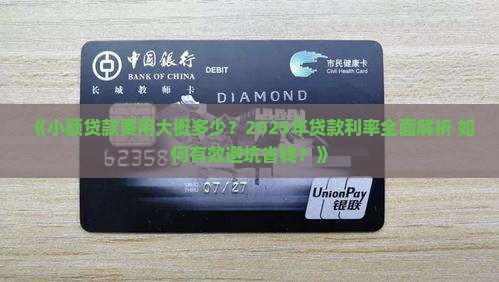 中国银行 DEBIT 市民健康卡
BANK OF CHINA Civil Health Card
长城教师卡
DIAMOND
《小额贷款费用大概多少？2025年贷款利率全面解析 如
何有效避坑省钱？》
62358
07/27
UnionPay
银联